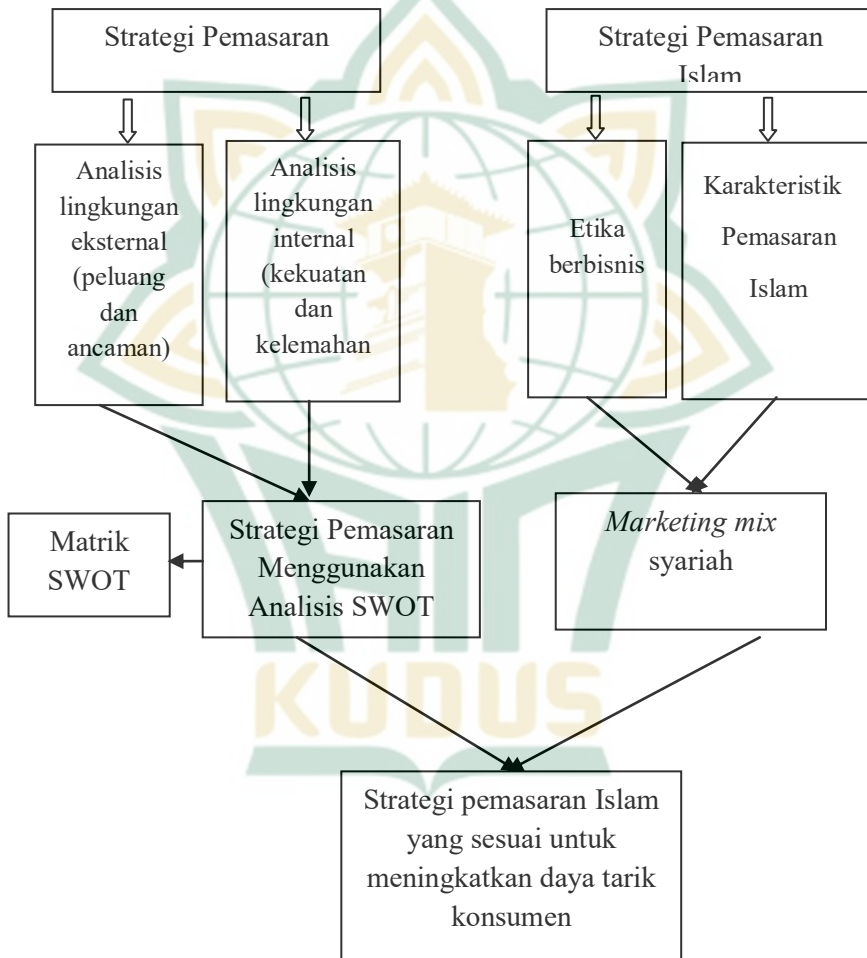 Strategi Pemasaran
Strategi Pemasaran
Islam
Analisis
lingkungan
eksternal
(peluang
dan
ancaman)
Analisis
lingkungan
internal
(kekuatan
dan
kelemahan
Etika
berbisnis
Karakteristik
Pemasaran
Islam
Matrik
SWOT
Strategi Pemasaran
Menggunakan
Analisis SWOT
Marketing mix
syariah
IAIN
KUDUS
Strategi pemasaran Islam
yang sesuai untuk
meningkatkan daya tarik
konsumen